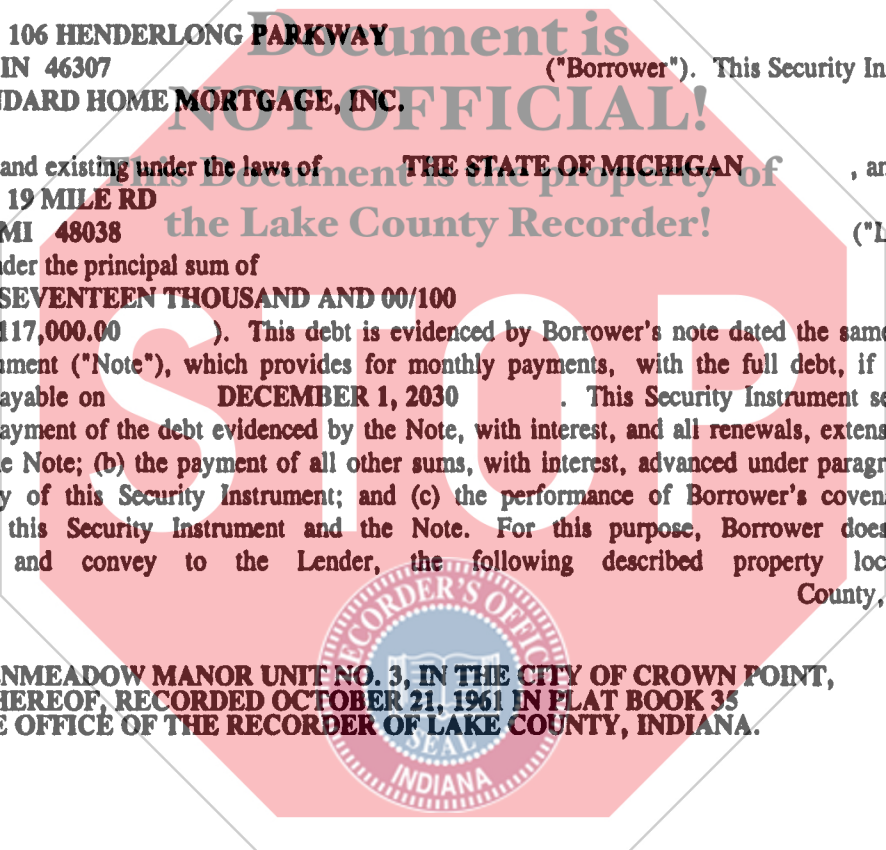 106 HENDERLONG PARKWAY
Document is
IN 46307 ("Borrower"). This Security In
NDARD HOME MORTGAGE, INC.
NOT OFFICIAL!
and existing under the laws of THE STATE OF MICHIGAN , an
This Document is the property of
19 MILE RD
the Lake County Recorder!
MI 48038 ("L
nder the principal sum of
SEVENTEEN THOUSAND AND 00/100
117,000.00 ). This debt is evidenced by Borrower's note dated the same
ument ("Note"), which provides for monthly payments, with the full debt, if
ayable on DECEMBER 1, 2030 . This Security Instrument se
ayment of the debt evidenced by the Note, with interest, and all renewals, extens
e Note; (b) the payment of all other sums, with interest, advanced under paragr
y of this Security Instrument; and (c) the performance of Borrower's coven
this Security Instrument and the Note. For this purpose, Borrower does
and convey to the Lender, the following described property loc
County,
STOP
ENMEADOW MANOR UNIT NO. 3, IN THE CITY OF CROWN POINT,
HEREOF, RECORDED OCTOBER 21, 1961 IN PLAT BOOK 35
E OFFICE OF THE RECORDER OF LAKE COUNTY, INDIANA.
RECORDER'S OFFICE
SEAL
INDIANA